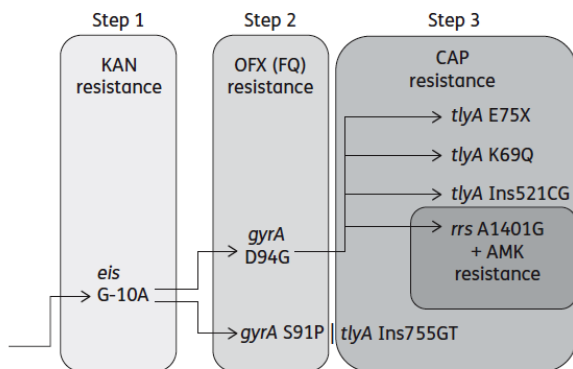 Step 1
Step 2
Step 3
KAN
resistance
OFX (FQ)
resistance
CAP
resistance
tlyA E75X
tlyA K69Q
tlyA Ins521CG
rrs A1401G
+ AMK
resistance
gyrA
D94G
eis
G-10A
gyrA S91P | tlyA Ins755GT